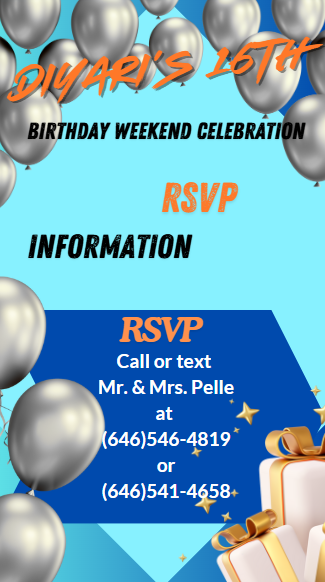 DIYARI'S 16TH
BIRTHDAY WEEKEND CELEBRATION
RSVP
INFORMATION
RSVP
Call or text
Mr. & Mrs. Pelle
at
(646)546-4819
or
(646)541-4658